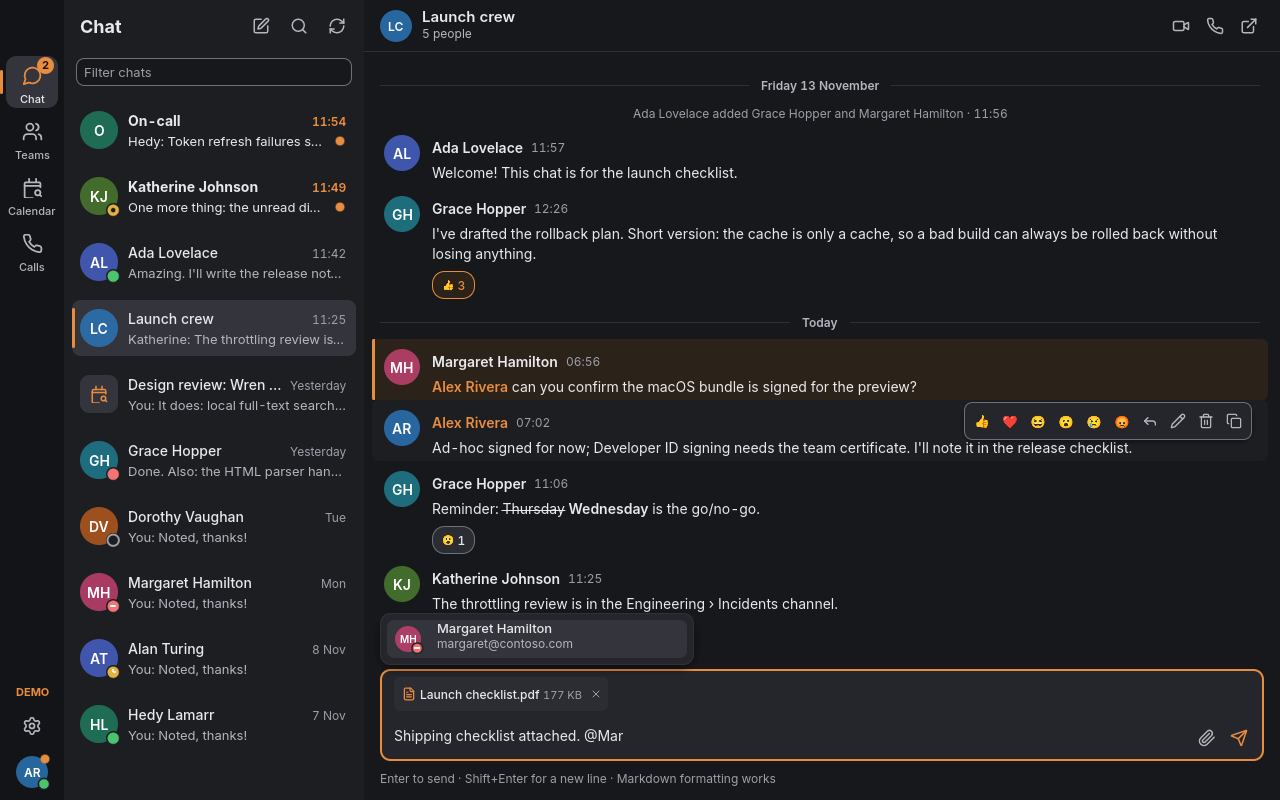 2
Chat
Teams
Calendar
Calls
DEMO
AR
Chat
Filter chats
O
On-call
11:54
Hedy: Token refresh failures s...
KJ
Katherine Johnson
11:49
One more thing: the unread di...
AL
Ada Lovelace
11:42
Amazing. I'll write the release not...
LC
Launch crew
11:25
Katherine: The throttling review is...
Design review: Wren ...
Yesterday
You: It does: local full-text search...
GH
Grace Hopper
Yesterday
Done. Also: the HTML parser han...
DV
Dorothy Vaughan
Tue
You: Noted, thanks!
MH
Margaret Hamilton
Mon
You: Noted, thanks!
AT
Alan Turing
8 Nov
You: Noted, thanks!
HL
Hedy Lamarr
7 Nov
You: Noted, thanks!
LC
Launch crew
5 people
Friday 13 November
Ada Lovelace added Grace Hopper and Margaret Hamilton · 11:56
AL
Ada Lovelace 11:57
Welcome! This chat is for the launch checklist.
GH
Grace Hopper 12:26
I've drafted the rollback plan. Short version: the cache is only a cache, so a bad build can always be rolled back without
losing anything.
👍 3
Today
MH
Margaret Hamilton 06:56
Alex Rivera can you confirm the macOS bundle is signed for the preview?
AR
Alex Rivera 07:02
👍 ❤️ 😆 😮 😢 😡
Ad-hoc signed for now; Developer ID signing needs the team certificate. I'll note it in the release checklist.
GH
Grace Hopper 11:06
Reminder: Thursday Wednesday is the go/no-go.
😮 1
KJ
Katherine Johnson 11:25
The throttling review is in the Engineering › Incidents channel.
MH
Margaret Hamilton
margaret@contoso.com
Launch checklist.pdf 177 KB ×
Shipping checklist attached. @Mar
Enter to send · Shift+Enter for a new line · Markdown formatting works